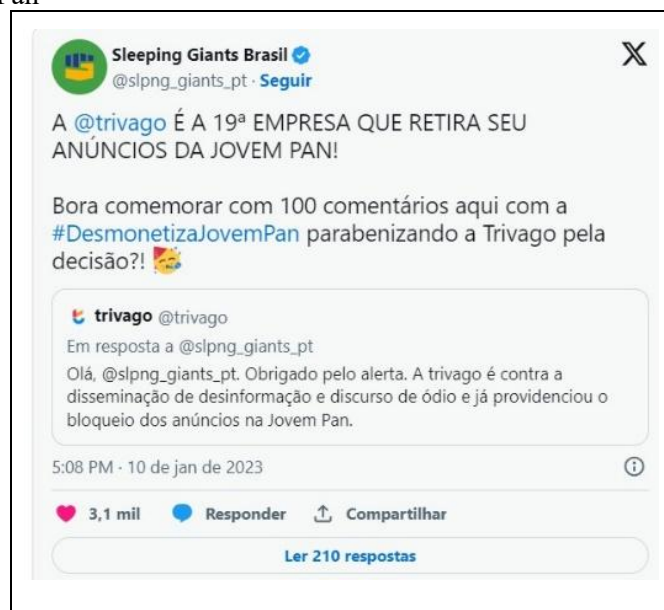 Sleeping Giants Brasil
@slpng_giants_pt · Seguir
A @trivago É A 19ª EMPRESA QUE RETIRA SEU
ANÚNCIOS DA JOVEM PAN!
Bora comemorar com 100 comentários aqui com a
#DesmonetizaJovemPan parabenizando a Trivago pela
decisão?! 🥳
trivago @trivago
Em resposta a @slpng_giants_pt
Olá, @slpng_giants_pt. Obrigado pelo alerta. A trivago é contra a
disseminação de desinformação e discurso de ódio e já providenciou o
bloqueio dos anúncios na Jovem Pan.
5:08 PM · 10 de jan de 2023
3,1 mil Responder Compartilhar
Ler 210 respostas